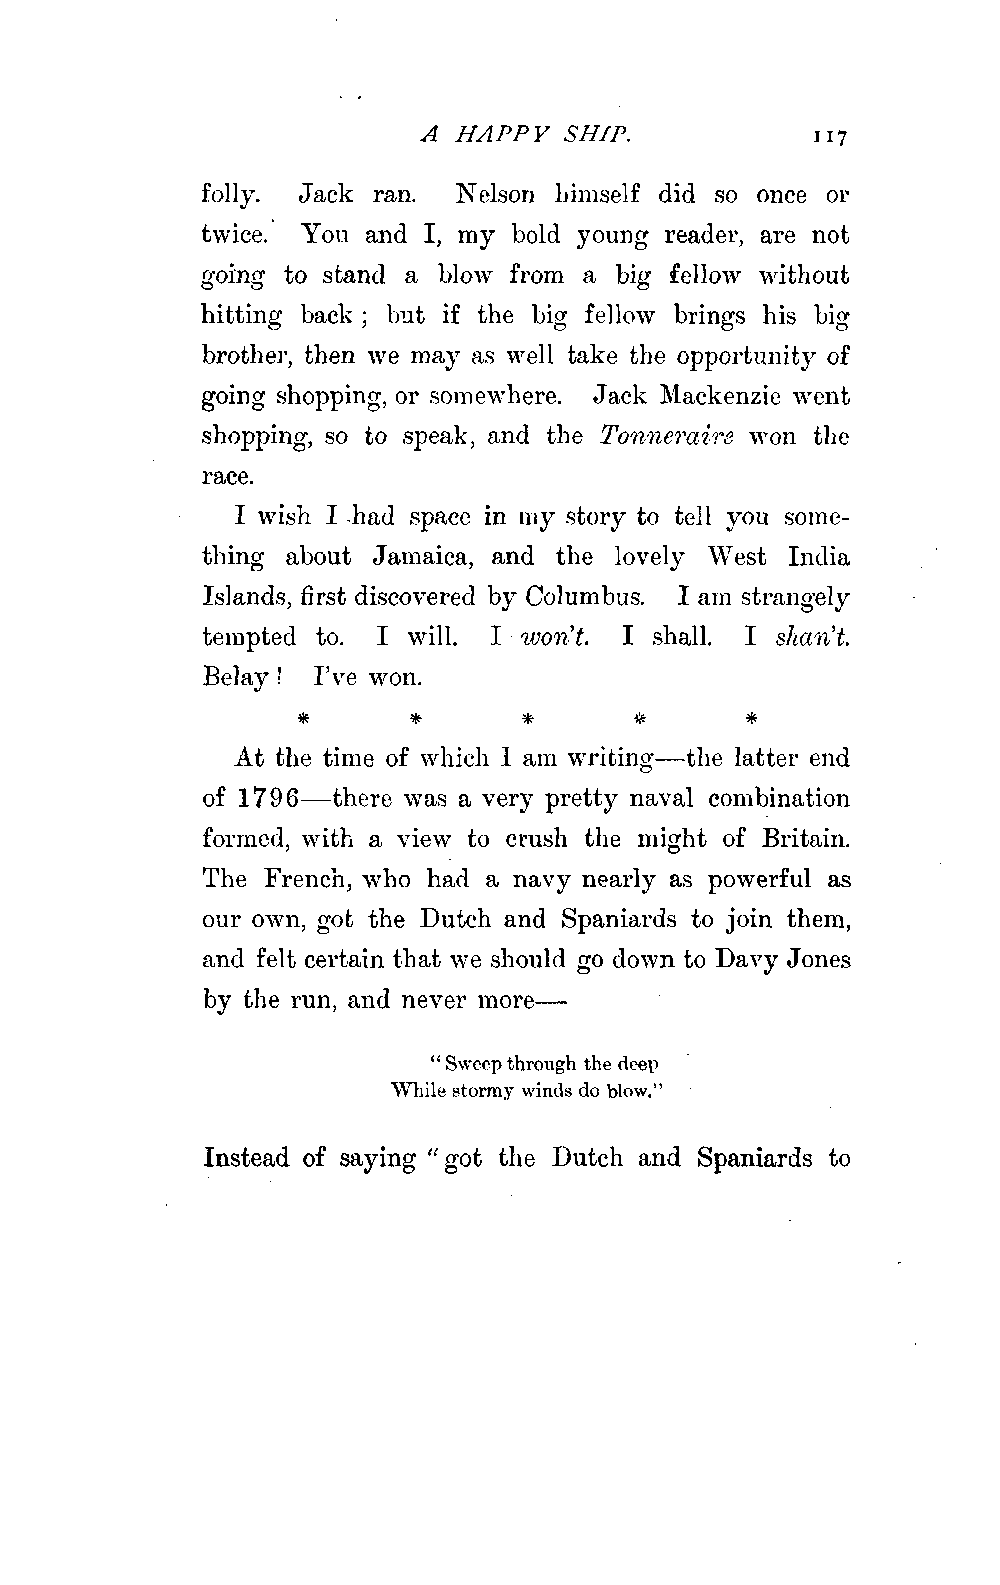 A HAPPY SHIP. 117
folly. Jack ran. Nelson himself did so once or
twice. You and I, my bold young reader, are not
going to stand a blow from a big fellow without
hitting back; but if the big fellow brings his big
brother, then we may as well take the opportunity of
going shopping, or somewhere. Jack Mackenzie went
shopping, so to speak, and the Tonneraire won the
race.
I wish I had space in my story to tell you some-
thing about Jamaica, and the lovely West India
Islands, first discovered by Columbus. I am strangely
tempted to. I will. I won't. I shall. I shan't.
Belay! I've won.
* * * * *
At the time of which I am writing—the latter end
of 1796—there was a very pretty naval combination
formed, with a view to crush the might of Britain.
The French, who had a navy nearly as powerful as
our own, got the Dutch and Spaniards to join them,
and felt certain that we should go down to Davy Jones
by the run, and never more—
"Sweep through the deep
While stormy winds do blow."
Instead of saying "got the Dutch and Spaniards to